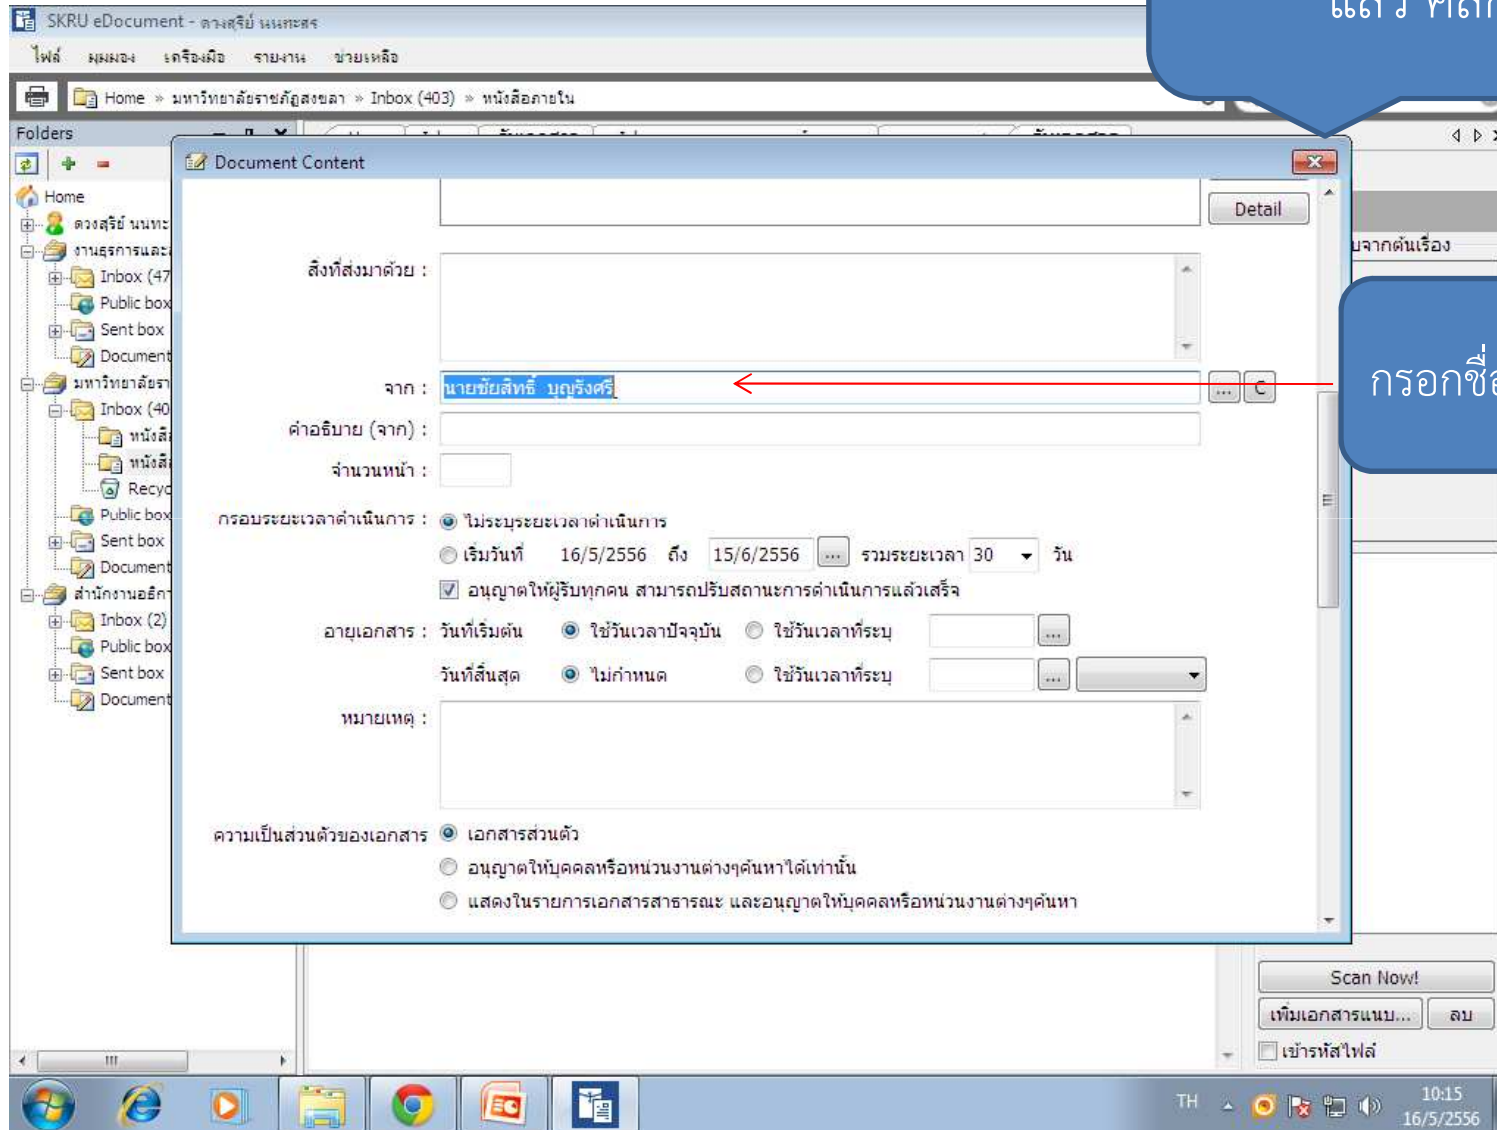 SKRU eDocument - ดวงสุรีย์ นนทะสร
แล้ว คลิก
ไฟล์ มุมมอง เครื่องมือ รายงาน ช่วยเหลือ
Home » มหาวิทยาลัยราชภัฏสงขลา » Inbox (403) » หนังสือภายใน
Folders
Document Content
Home
ดวงสุรีย์ นนทะ
งานธุรการและ
Inbox (47
Public box
Sent box
Document
มหาวิทยาลัยรา
Inbox (40
หนังสื
หนังสื
Recyc
Public box
Sent box
Document
สำนักงานอธิกา
Inbox (2)
Public box
Sent box
Document
Detail
บจากต้นเรื่อง
สิ่งที่ส่งมาด้วย :
จาก : นายชัยสิทธิ์ บุญรังศรี ... C
กรอกชื่อ
คำอธิบาย (จาก) :
จำนวนหน้า :
กรอบระยะเวลาดำเนินการ : ไม่ระบุระยะเวลาดำเนินการ
เริ่มวันที่ 16/5/2556 ถึง 15/6/2556 ... รวมระยะเวลา 30 วัน
อนุญาตให้ผู้รับทุกคน สามารถปรับสถานะการดำเนินการแล้วเสร็จ
อายุเอกสาร : วันที่เริ่มต้น ใช้วันเวลาปัจจุบัน ใช้วันเวลาที่ระบุ ...
วันที่สิ้นสุด ไม่กำหนด ใช้วันเวลาที่ระบุ ...
หมายเหตุ :
ความเป็นส่วนตัวของเอกสาร เอกสารส่วนตัว
อนุญาตให้บุคคลหรือหน่วยงานต่างๆค้นหาได้เท่านั้น
แสดงในรายการเอกสารสาธารณะ และอนุญาตให้บุคคลหรือหน่วยงานต่างๆค้นหา
Scan Now!
เพิ่มเอกสารแนบ... ลบ
เข้ารหัสไฟล์
TH
10:15
16/5/2556